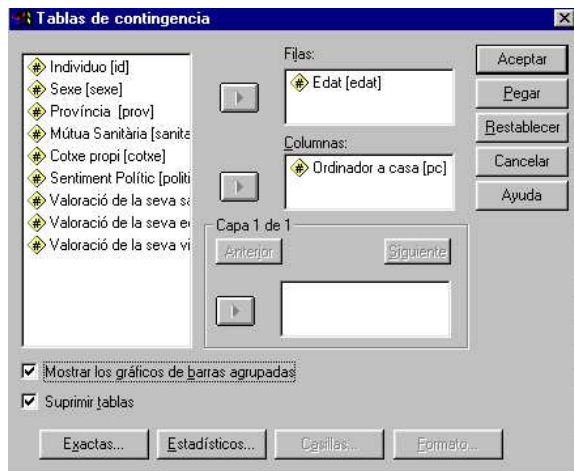 Tablas de contingencia
Individuo [id]
Sexe [sexe]
Província [prov]
Mútua Sanitària [sanita
Cotxe propi [cotxe]
Sentiment Polític [politi
Valoració de la seva sa
Valoració de la seva e
Valoració de la seva vi
Filas:
Edat [edat]
Columnas:
Ordinador a casa [pc]
Capa 1 de 1
Anterior
Siguiente
Aceptar
Pegar
Restablecer
Cancelar
Ayuda
Mostrar los gráficos de barras agrupadas
Suprimir tablas
Exactas...
Estadísticos...
Casillas...
Formato...